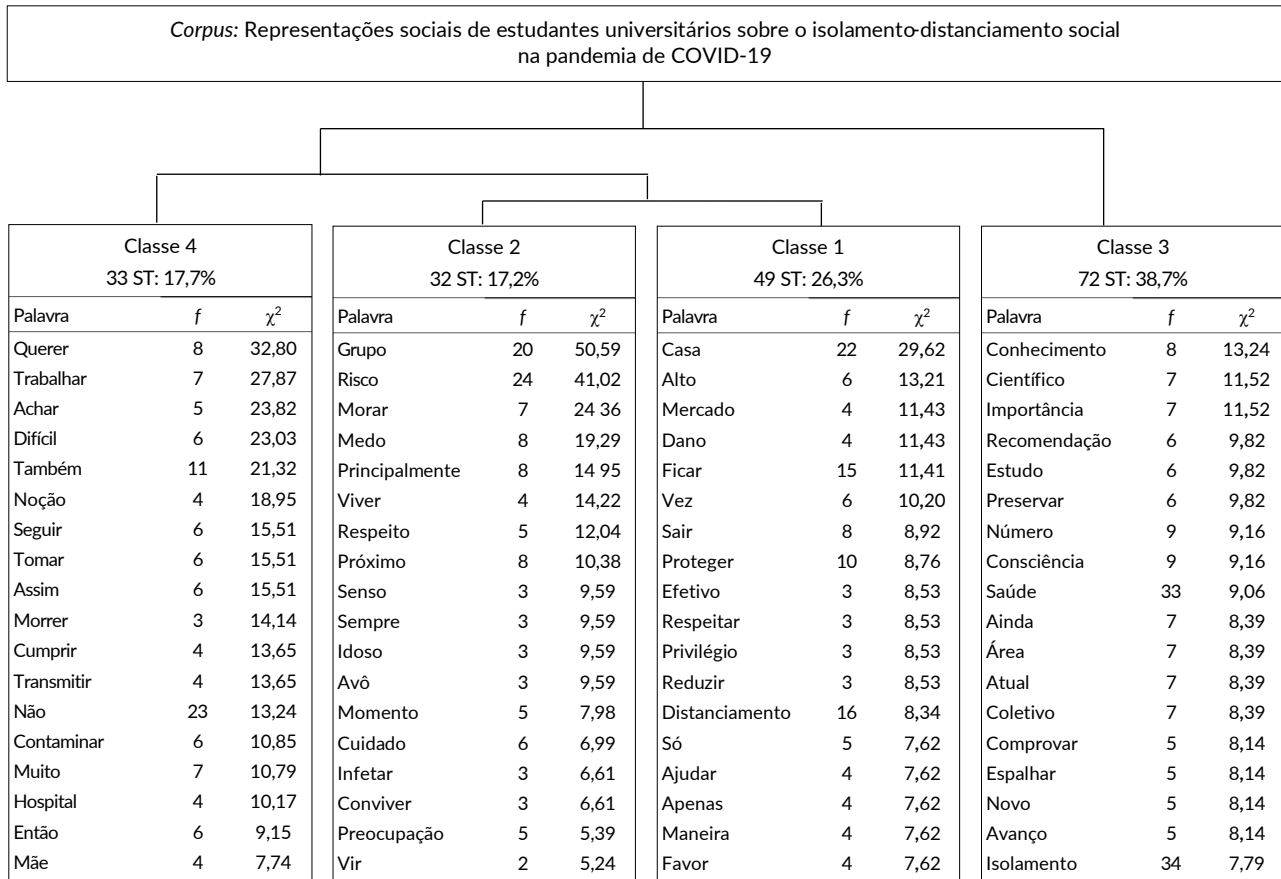 Corpus: Representações sociais de estudantes universitários sobre o isolamento-distanciamento social
na pandemia de COVID-19
Classe 4
33 ST: 17,7%
Palavra f χ²
Querer 8 32,80
Trabalhar 7 27,87
Achar 5 23,82
Difícil 6 23,03
Também 11 21,32
Noção 4 18,95
Seguir 6 15,51
Tomar 6 15,51
Assim 6 15,51
Morrer 3 14,14
Cumprir 4 13,65
Transmitir 4 13,65
Não 23 13,24
Contaminar 6 10,85
Muito 7 10,79
Hospital 4 10,17
Então 6 9,15
Mãe 4 7,74
Classe 2
32 ST: 17,2%
Palavra f χ²
Grupo 20 50,59
Risco 24 41,02
Morar 7 24 36
Medo 8 19,29
Principalmente 8 14 95
Viver 4 14,22
Respeito 5 12,04
Próximo 8 10,38
Senso 3 9,59
Sempre 3 9,59
Idoso 3 9,59
Avô 3 9,59
Momento 5 7,98
Cuidado 6 6,99
Infetar 3 6,61
Conviver 3 6,61
Preocupação 5 5,39
Vir 2 5,24
Classe 1
49 ST: 26,3%
Palavra f χ²
Casa 22 29,62
Alto 6 13,21
Mercado 4 11,43
Dano 4 11,43
Ficar 15 11,41
Vez 6 10,20
Sair 8 8,92
Proteger 10 8,76
Efetivo 3 8,53
Respeitar 3 8,53
Privilégio 3 8,53
Reduzir 3 8,53
Distanciamento 16 8,34
Só 5 7,62
Ajudar 4 7,62
Apenas 4 7,62
Maneira 4 7,62
Favor 4 7,62
Classe 3
72 ST: 38,7%
Palavra f χ²
Conhecimento 8 13,24
Científico 7 11,52
Importância 7 11,52
Recomendação 6 9,82
Estudo 6 9,82
Preservar 6 9,82
Número 9 9,16
Consciência 9 9,16
Saúde 33 9,06
Ainda 7 8,39
Área 7 8,39
Atual 7 8,39
Coletivo 7 8,39
Comprovar 5 8,14
Espalhar 5 8,14
Novo 5 8,14
Avanço 5 8,14
Isolamento 34 7,79